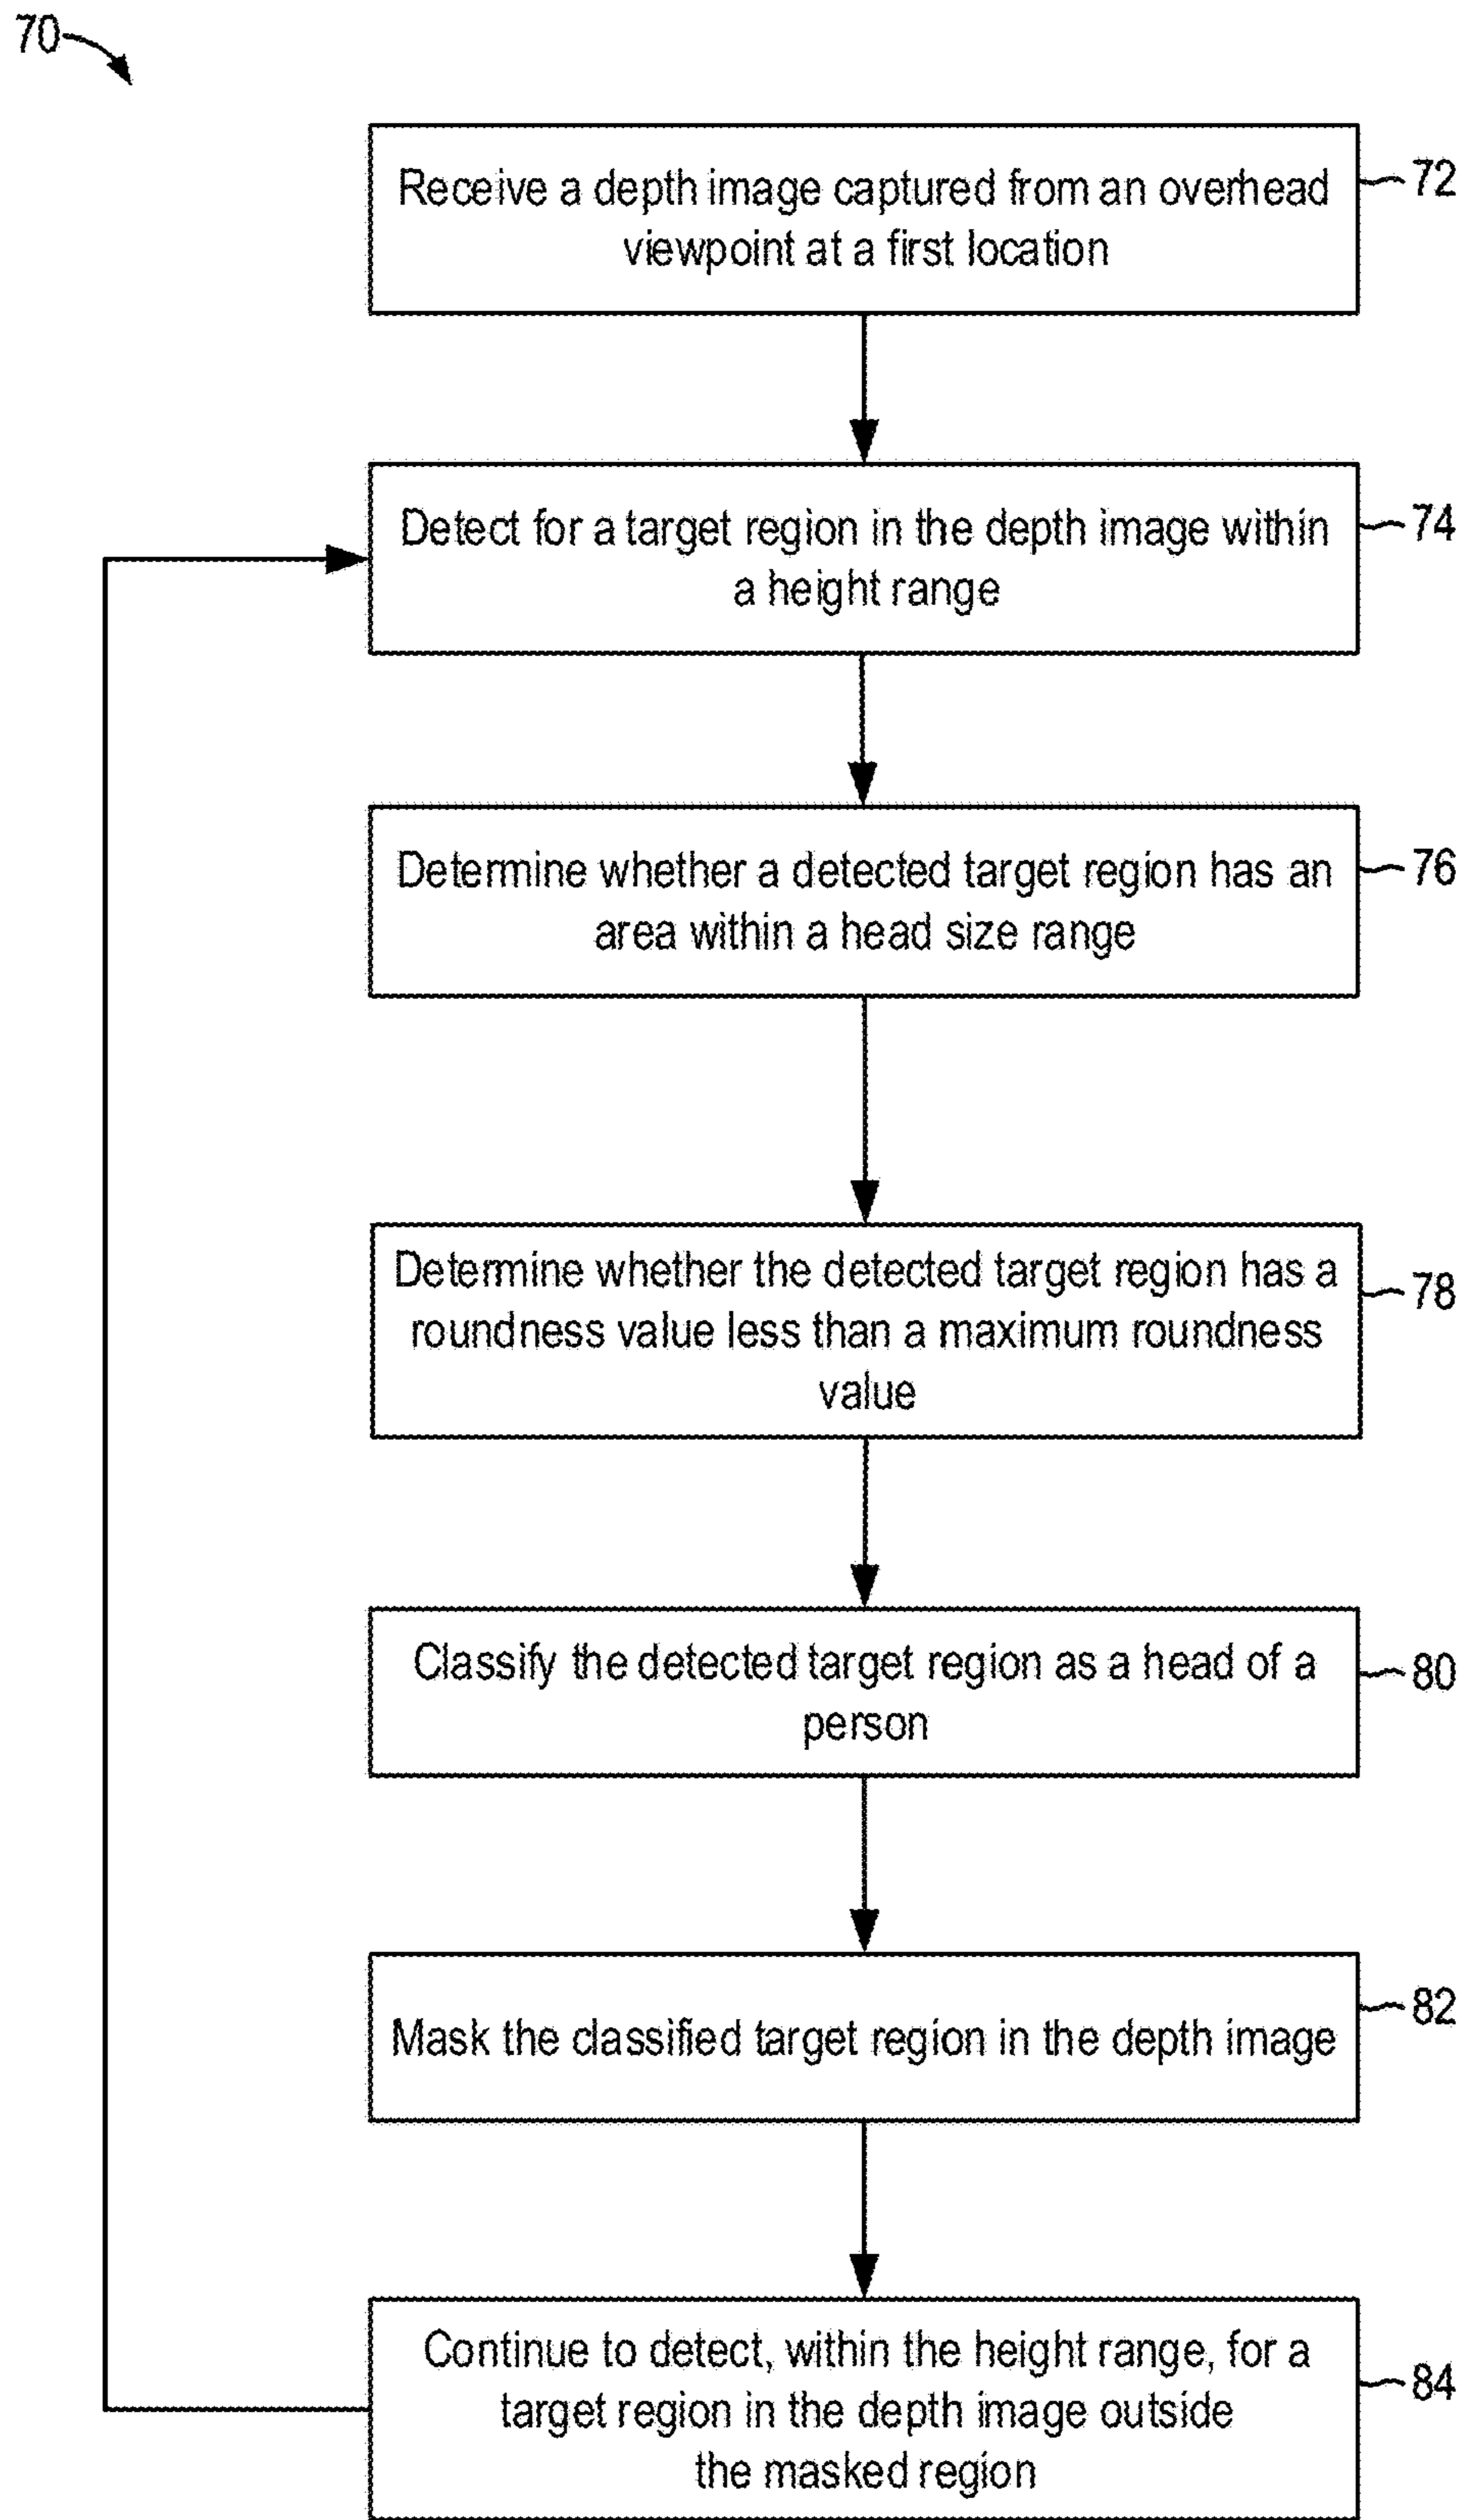 70
Receive a depth image captured from an overhead
viewpoint at a first location
72
Detect for a target region in the depth image within
a height range
74
Determine whether a detected target region has an
area within a head size range
76
Determine whether the detected target region has a
roundness value less than a maximum roundness
value
78
Classify the detected target region as a head of a
person
80
Mask the classified target region in the depth image
82
Continue to detect, within the height range, for a
target region in the depth image outside
the masked region
84